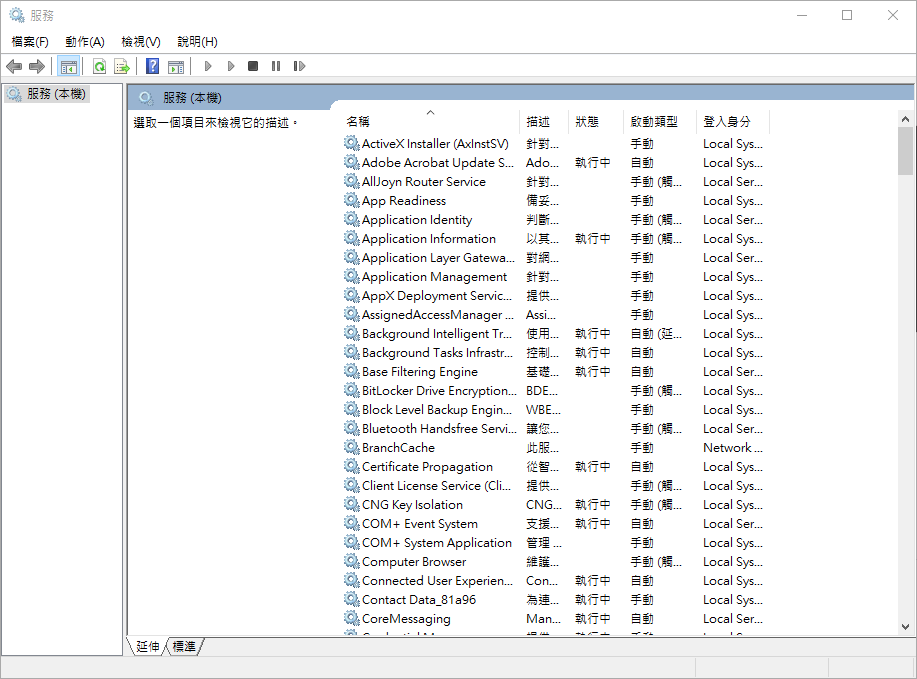 服務
檔案(F) 動作(A) 檢視(V) 說明(H)
服務 (本機)
服務 (本機)
選取一個項目來檢視它的描述。
名稱 描述 狀態 啟動類型 登入身分
ActiveX Installer (AxInstSV) 針對... 手動 Local Sys...
Adobe Acrobat Update S... Ado... 執行中 自動 Local Sys...
AllJoyn Router Service 針對... 手動 (觸... Local Ser...
App Readiness 備妥... 手動 Local Sys...
Application Identity 判斷... 手動 (觸... Local Ser...
Application Information 以其... 執行中 手動 (觸... Local Sys...
Application Layer Gatewa... 對網... 手動 Local Ser...
Application Management 針對... 手動 Local Sys...
AppX Deployment Servic... 提供... 手動 Local Sys...
AssignedAccessManager ... Assi... 手動 Local Sys...
Background Intelligent Tr... 使用... 執行中 自動 (延... Local Sys...
Background Tasks Infrastr... 控制... 執行中 自動 Local Sys...
Base Filtering Engine 基礎... 執行中 自動 Local Ser...
BitLocker Drive Encryption... BDE... 手動 (觸... Local Sys...
Block Level Backup Engin... WBE... 手動 Local Sys...
Bluetooth Handsfree Servi... 讓您... 手動 (觸... Local Ser...
BranchCache 此服... 手動 Network ...
Certificate Propagation 從智... 執行中 自動 Local Sys...
Client License Service (Cli... 提供... 手動 (觸... Local Sys...
CNG Key Isolation CNG... 執行中 手動 (觸... Local Sys...
COM+ Event System 支援... 執行中 自動 Local Ser...
COM+ System Application 管理 ... 手動 Local Sys...
Computer Browser 維護... 手動 (觸... Local Sys...
Connected User Experien... Con... 執行中 自動 Local Sys...
Contact Data_81a96 為連... 執行中 手動 Local Sys...
CoreMessaging Man... 執行中 自動 Local Ser...
延伸 標準